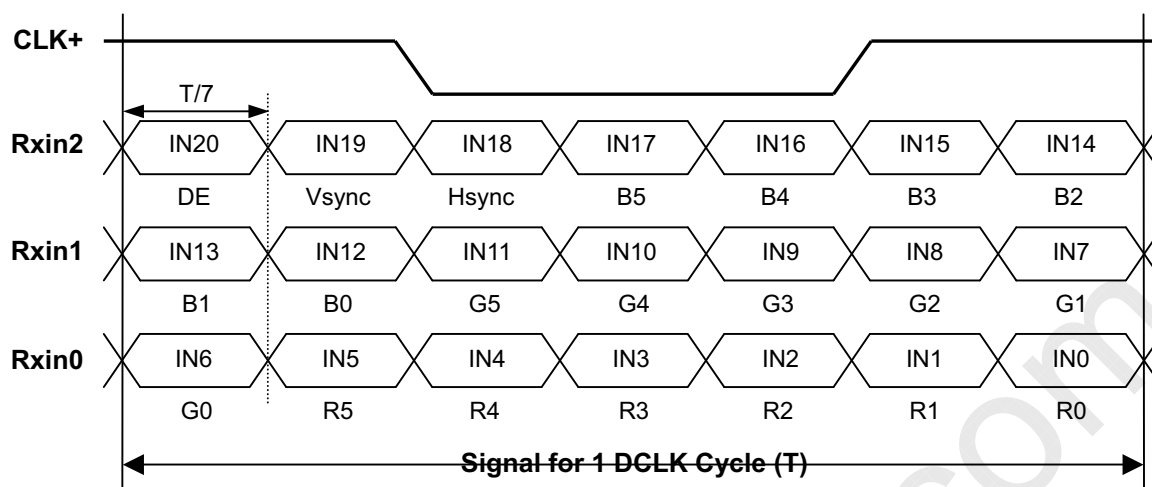 CLK+
T/7
Rxin2 IN20 IN19 IN18 IN17 IN16 IN15 IN14
DE Vsync Hsync B5 B4 B3 B2
Rxin1 IN13 IN12 IN11 IN10 IN9 IN8 IN7
B1 B0 G5 G4 G3 G2 G1
Rxin0 IN6 IN5 IN4 IN3 IN2 IN1 IN0
G0 R5 R4 R3 R2 R1 R0
Signal for 1 DCLK Cycle (T)
com